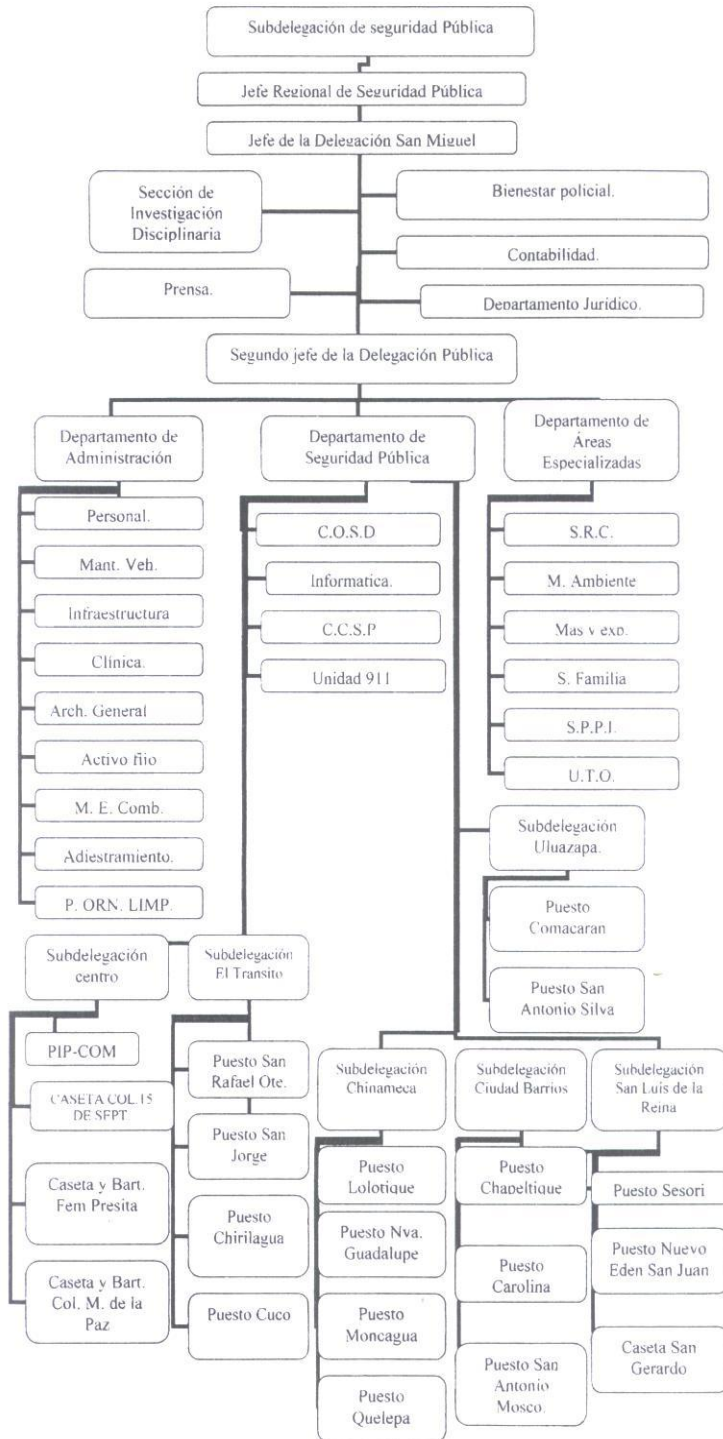 Subdelegación de seguridad Pública
Jefe Regional de Seguridad Pública
Jefe de la Delegación San Miguel
Sección de
Investigación
Disciplinaria
Bienestar policial.
Contabilidad.
Prensa.
Departamento Jurídico.
Segundo jefe de la Delegación Pública
Departamento de
Administración
Departamento de
Seguridad Pública
Departamento de
Áreas
Especializadas
Personal.
Mant. Veh.
Infraestructura
Clínica.
Arch. General
Activo fijo
M. E. Comb.
Adiestramiento.
P. ORN. LIMP.
C.O.S.D
Informatica.
C.C.S.P
Unidad 911
S.R.C.
M. Ambiente
Mas y exp.
S. Familia
S.P.P.I.
U.T.O.
Subdelegación
Uluazapa.
Puesto
Comacaran
Puesto San
Antonio Silva
Subdelegación
centro
PIP-COM
CASETA COL.15
DE SEPT
Caseta y Bart.
Fem Presita
Caseta y Bart.
Col. M. de la
Paz
Subdelegación
El Transito
Puesto San
Rafael Ote.
Puesto San
Jorge
Puesto
Chirilagua
Puesto Cuco
Subdelegación
Chinameca
Puesto
Lolotique
Puesto Nva.
Guadalupe
Puesto
Moncagua
Puesto
Quelepa
Subdelegación
Ciudad Barrios
Puesto
Chapeltique
Puesto
Carolina
Puesto San
Antonio
Mosco.
Subdelegación
San Luis de la
Reina
Puesto Sesori
Puesto Nuevo
Eden San Juan
Caseta San
Gerardo